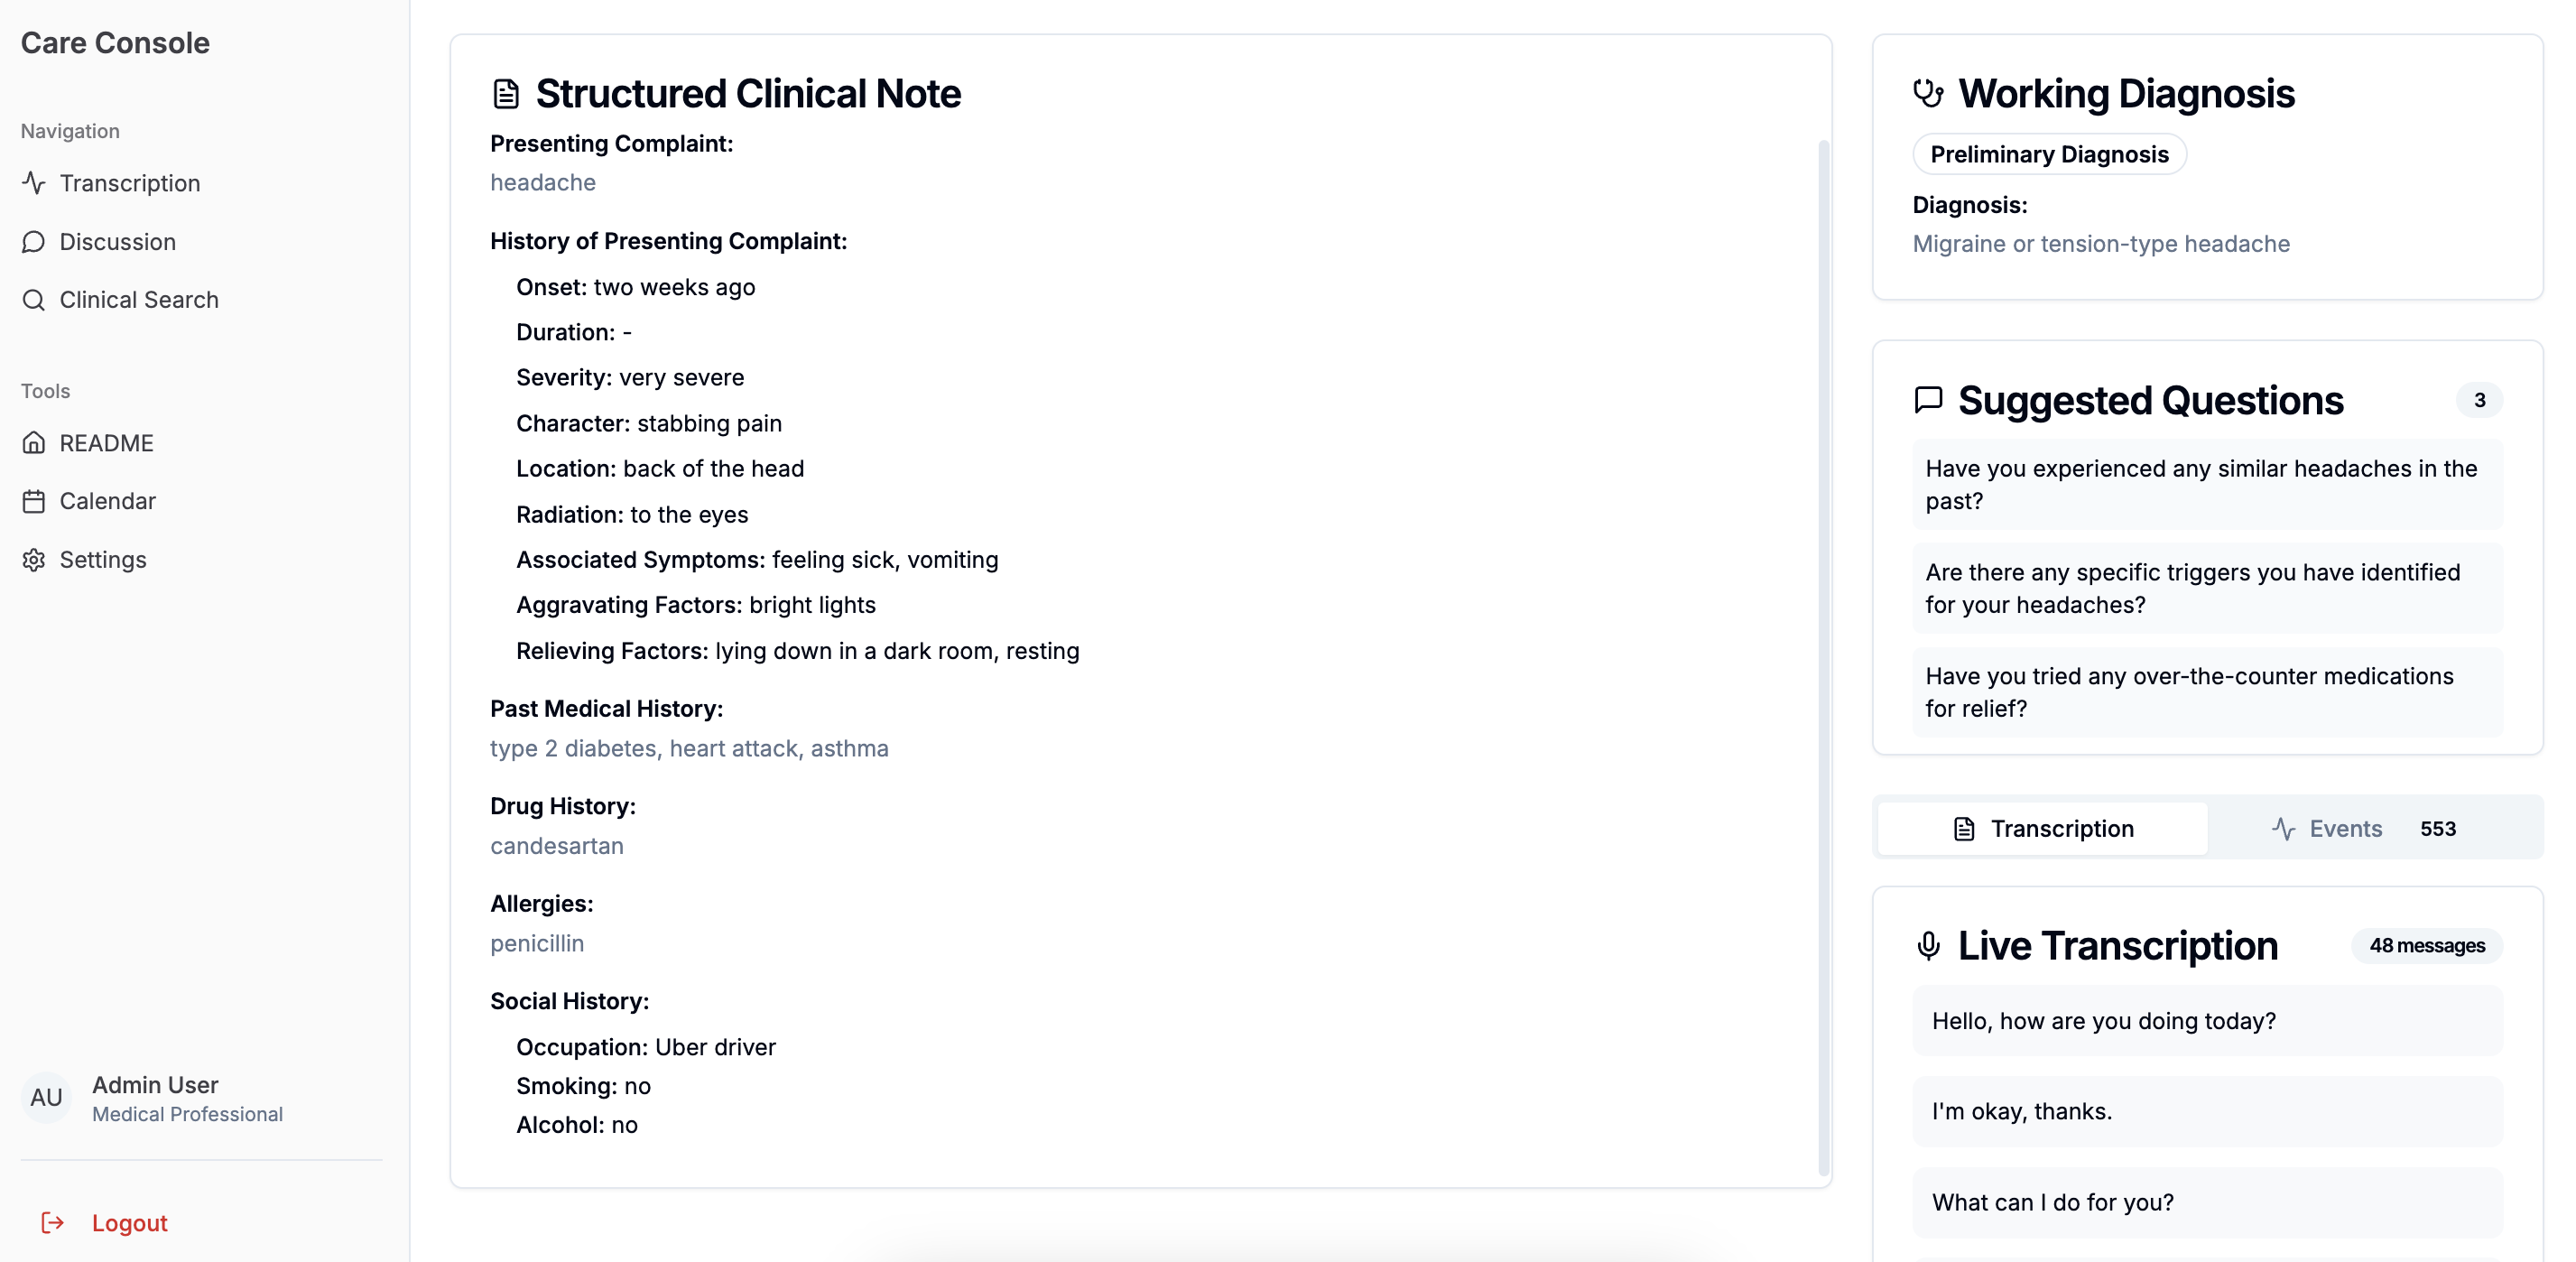 Care Console
Navigation
Transcription
Discussion
Clinical Search
Tools
README
Calendar
Settings
AU
Admin User
Medical Professional
Logout
Structured Clinical Note
Presenting Complaint:
headache
History of Presenting Complaint:
Onset: two weeks ago
Duration: -
Severity: very severe
Character: stabbing pain
Location: back of the head
Radiation: to the eyes
Associated Symptoms: feeling sick, vomiting
Aggravating Factors: bright lights
Relieving Factors: lying down in a dark room, resting
Past Medical History:
type 2 diabetes, heart attack, asthma
Drug History:
candesartan
Allergies:
penicillin
Social History:
Occupation: Uber driver
Smoking: no
Alcohol: no
Working Diagnosis
Preliminary Diagnosis
Diagnosis:
Migraine or tension-type headache
Suggested Questions 3
Have you experienced any similar headaches in the
past?
Are there any specific triggers you have identified
for your headaches?
Have you tried any over-the-counter medications
for relief?
Transcription Events 553
Live Transcription 48 messages
Hello, how are you doing today?
I'm okay, thanks.
What can I do for you?